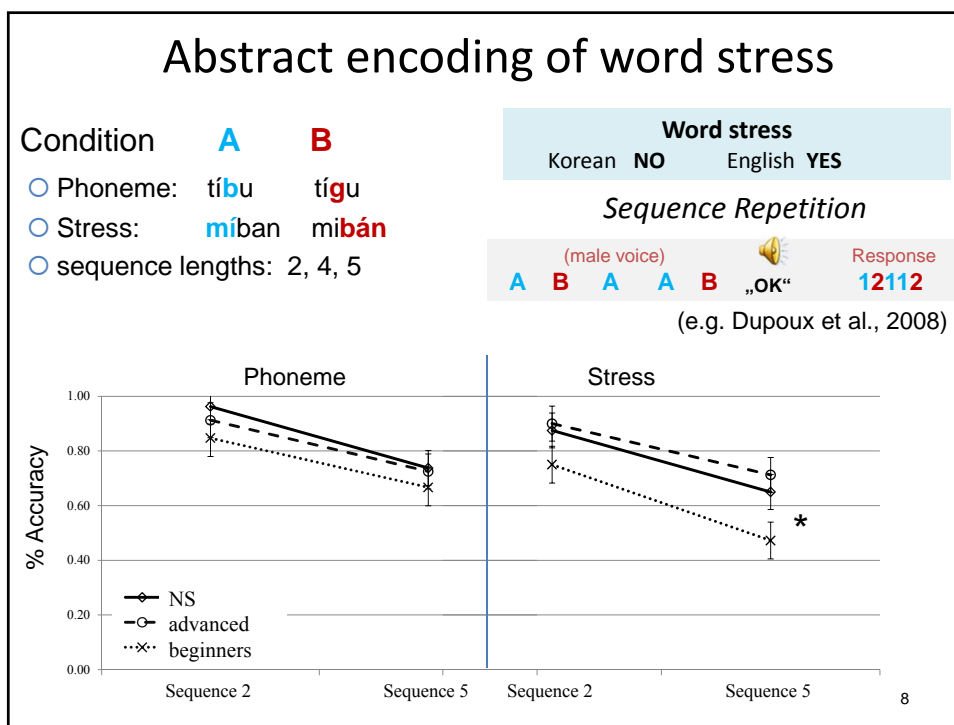 Abstract encoding of word stress
Condition A B
Phoneme: tíbu tígu
Stress: míban mibán
sequence lengths: 2, 4, 5
Word stress
Korean NO English YES
Sequence Repetition
(male voice) Response
A B A A B „OK“ 12112
(e.g. Dupoux et al., 2008)
Phoneme Stress
% Accuracy
1.00
0.80
0.60
0.40
0.20
0.00
*
NS
advanced
beginners
Sequence 2 Sequence 5 Sequence 2 Sequence 5
8